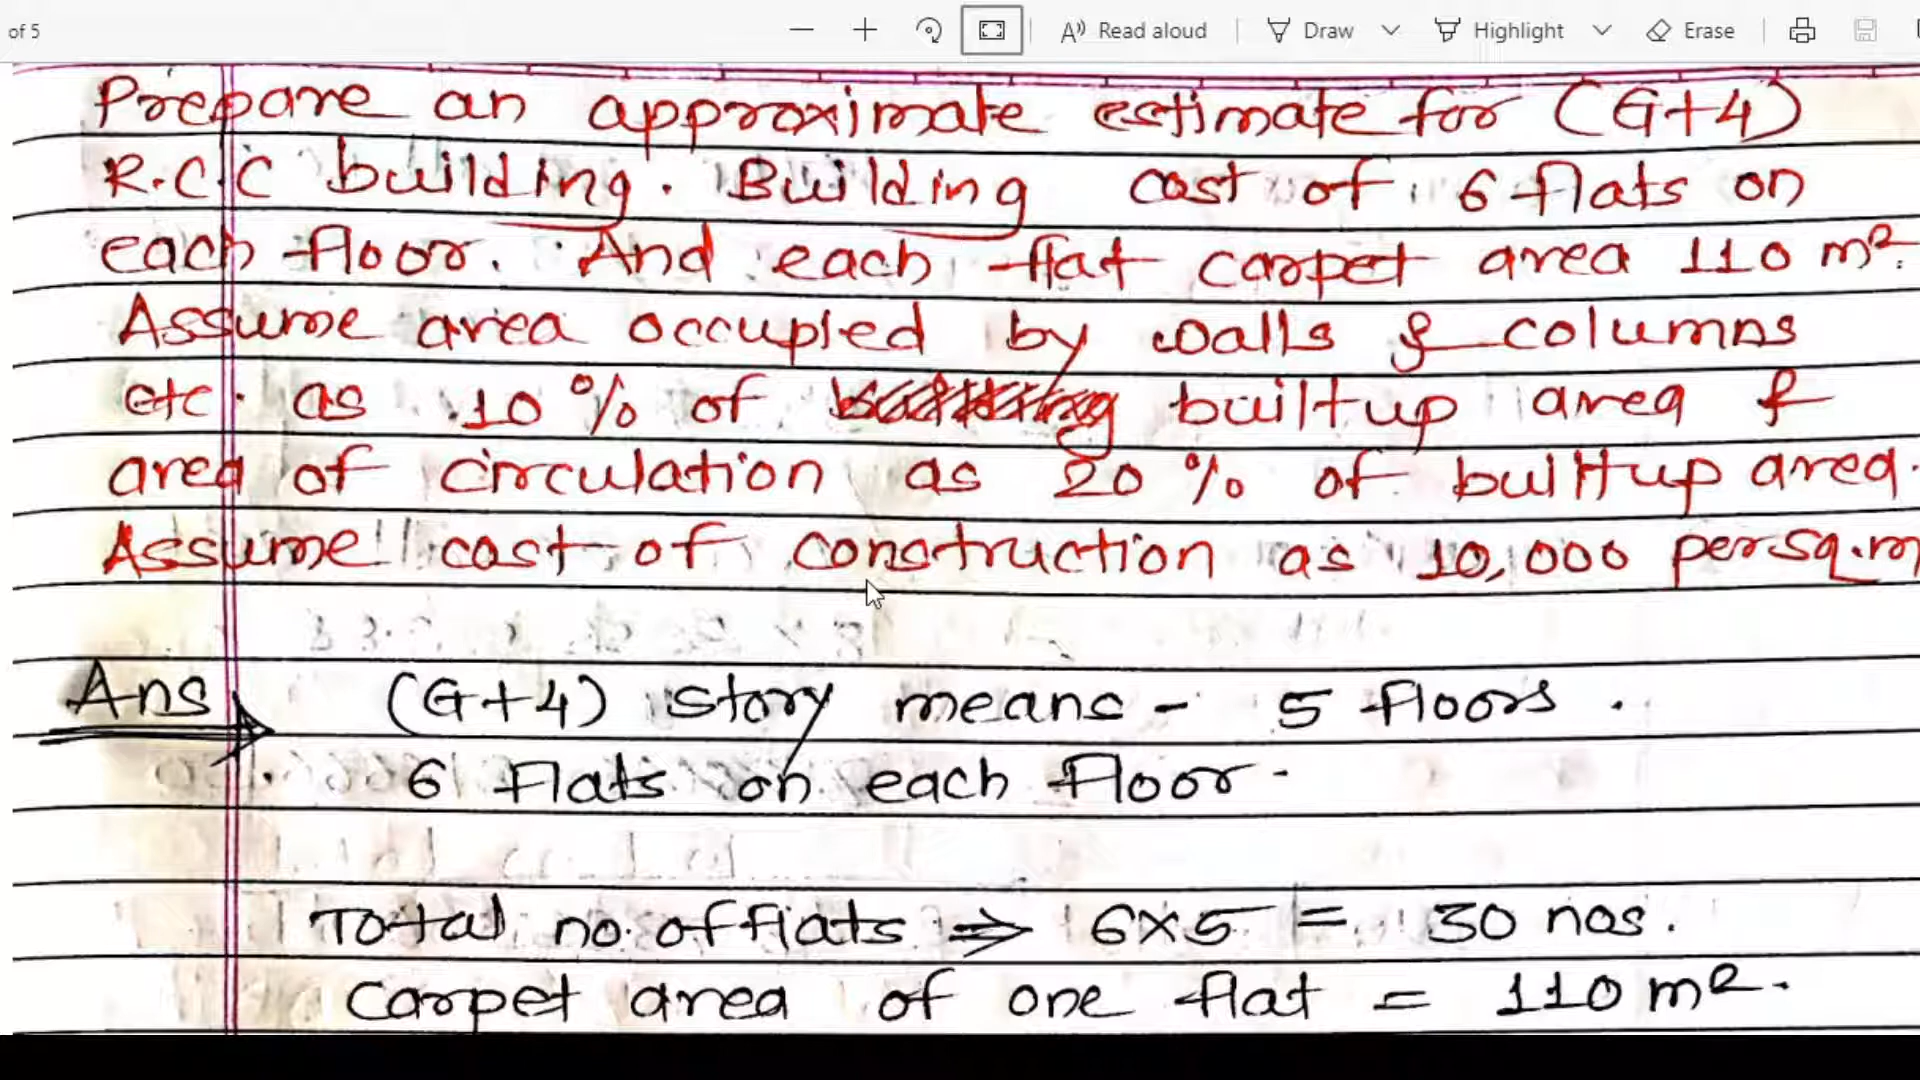 of 5
Read aloud
Draw
Highlight
Erase
Prepare an approximate estimate for (G+4)
R.C.C building. Building cost of 6 flats on
each floor. And each flat carpet area 110 m².
Assume area occupied by walls & columns
etc. as 10% of builtup area &
area of circulation as 20% of builtup area.
Assume cost of construction as 10,000 per sq.m
Ans (G+4) story means - 5 floors.
6 flats on each floor.
Total no. of flats ⇒ 6×5 = 30 nos.
Carpet area of one flat = 110 m².